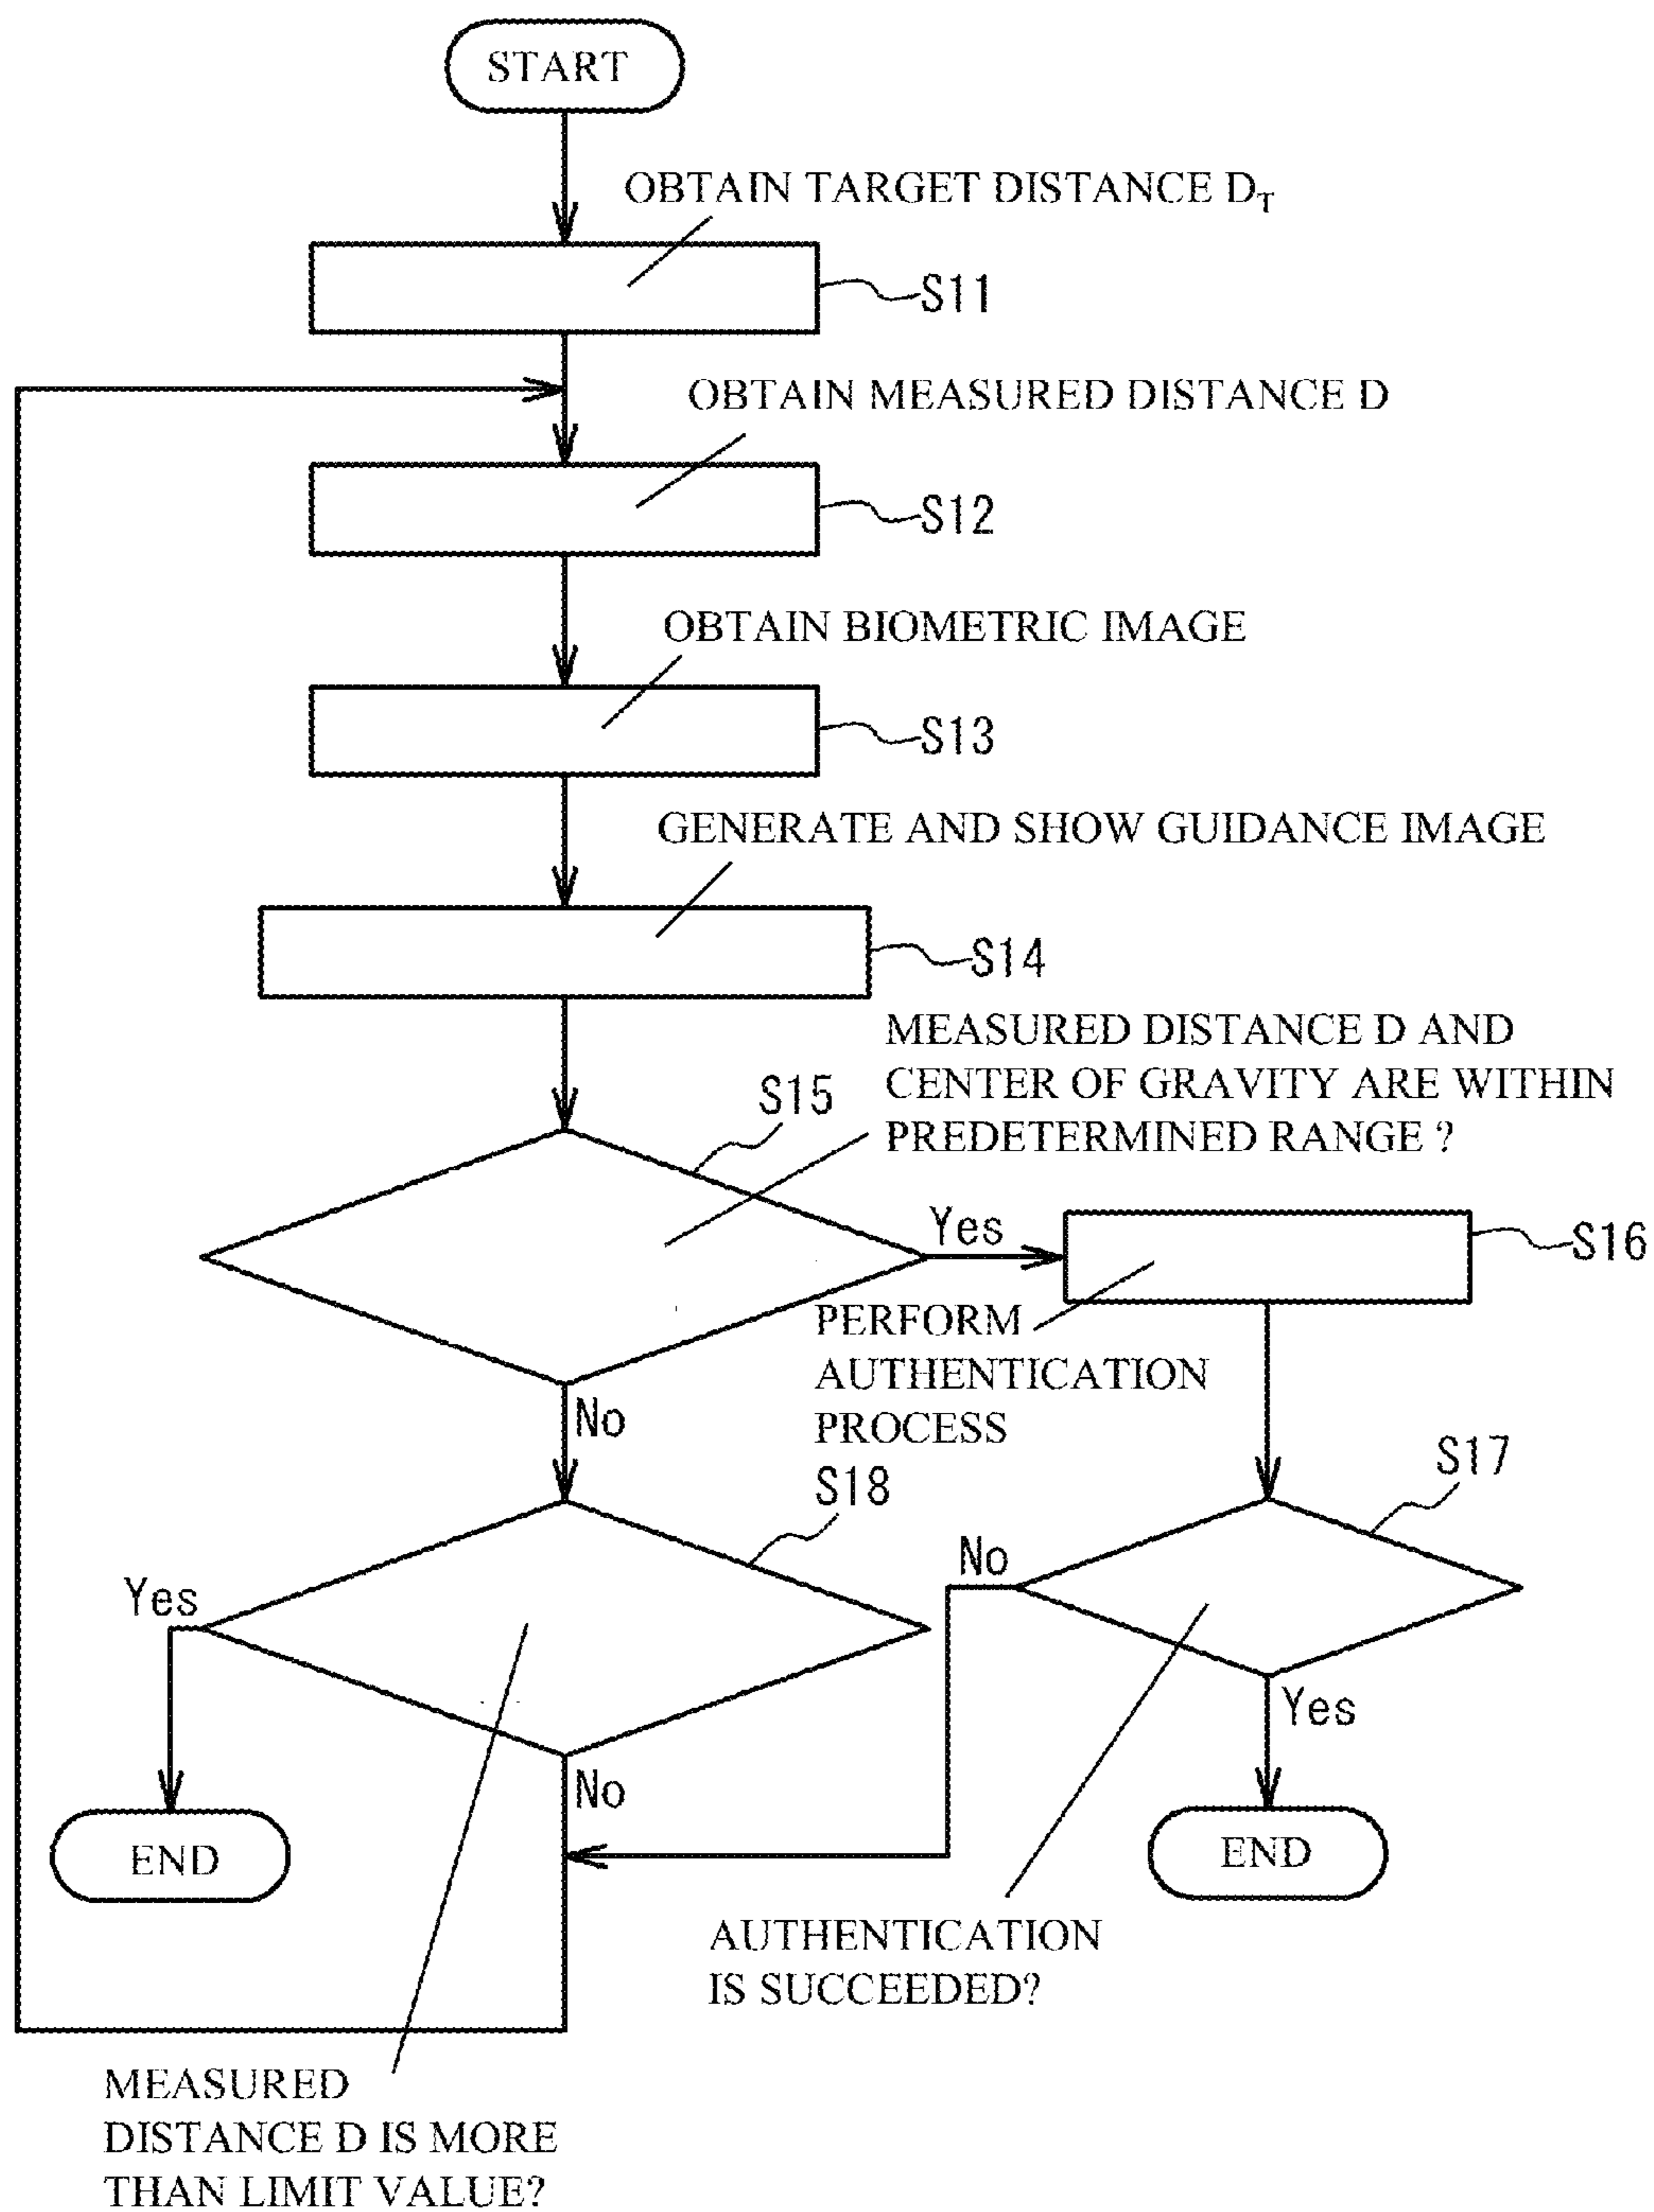 START
OBTAIN TARGET DISTANCE D_T
S11
OBTAIN MEASURED DISTANCE D
S12
OBTAIN BIOMETRIC IMAGE
S13
GENERATE AND SHOW GUIDANCE IMAGE
S14
MEASURED DISTANCE D AND
CENTER OF GRAVITY ARE WITHIN
PREDETERMINED RANGE ?
S15
Yes
S16
PERFORM
AUTHENTICATION
PROCESS
No
S18
S17
No
Yes
Yes
No
END
END
AUTHENTICATION
IS SUCCEEDED?
MEASURED
DISTANCE D IS MORE
THAN LIMIT VALUE?